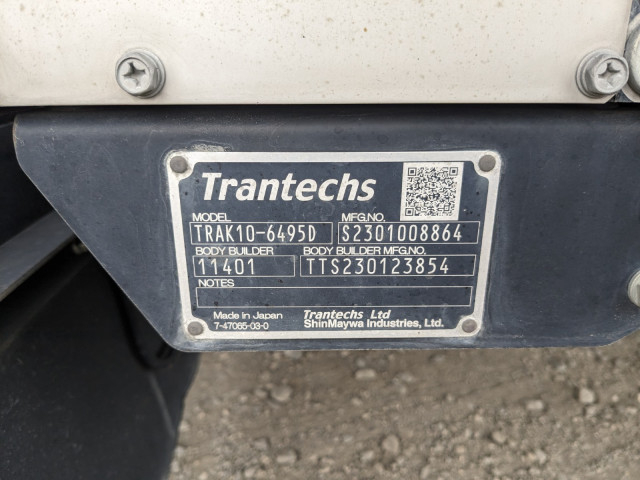 Trantechs
MODEL MFG.NO.
TRAK10-6495D S2301008864
BODY BUILDER BODY BUILDER MFG.NO.
11401 TTS230123854
NOTES
Made in Japan Trantechs Ltd
7-47065-03-0 ShinMaywa Industries, Ltd.